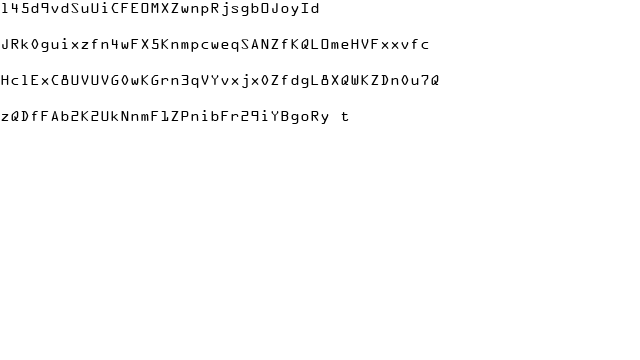 145d9vdSuUiCFEOMXZwnpRjsgbOJoyId
JRk0guixzfn4wFX5KnmpcweqSANZfKQLOmeHVFxxvfc
HclExC8UVUVG0wKGrn3qVYvxjx0ZfdgL8XQWKZDn0u7Q
zQDfFAb2K2UkNnmF1ZPnibFr29iYBgoRy t